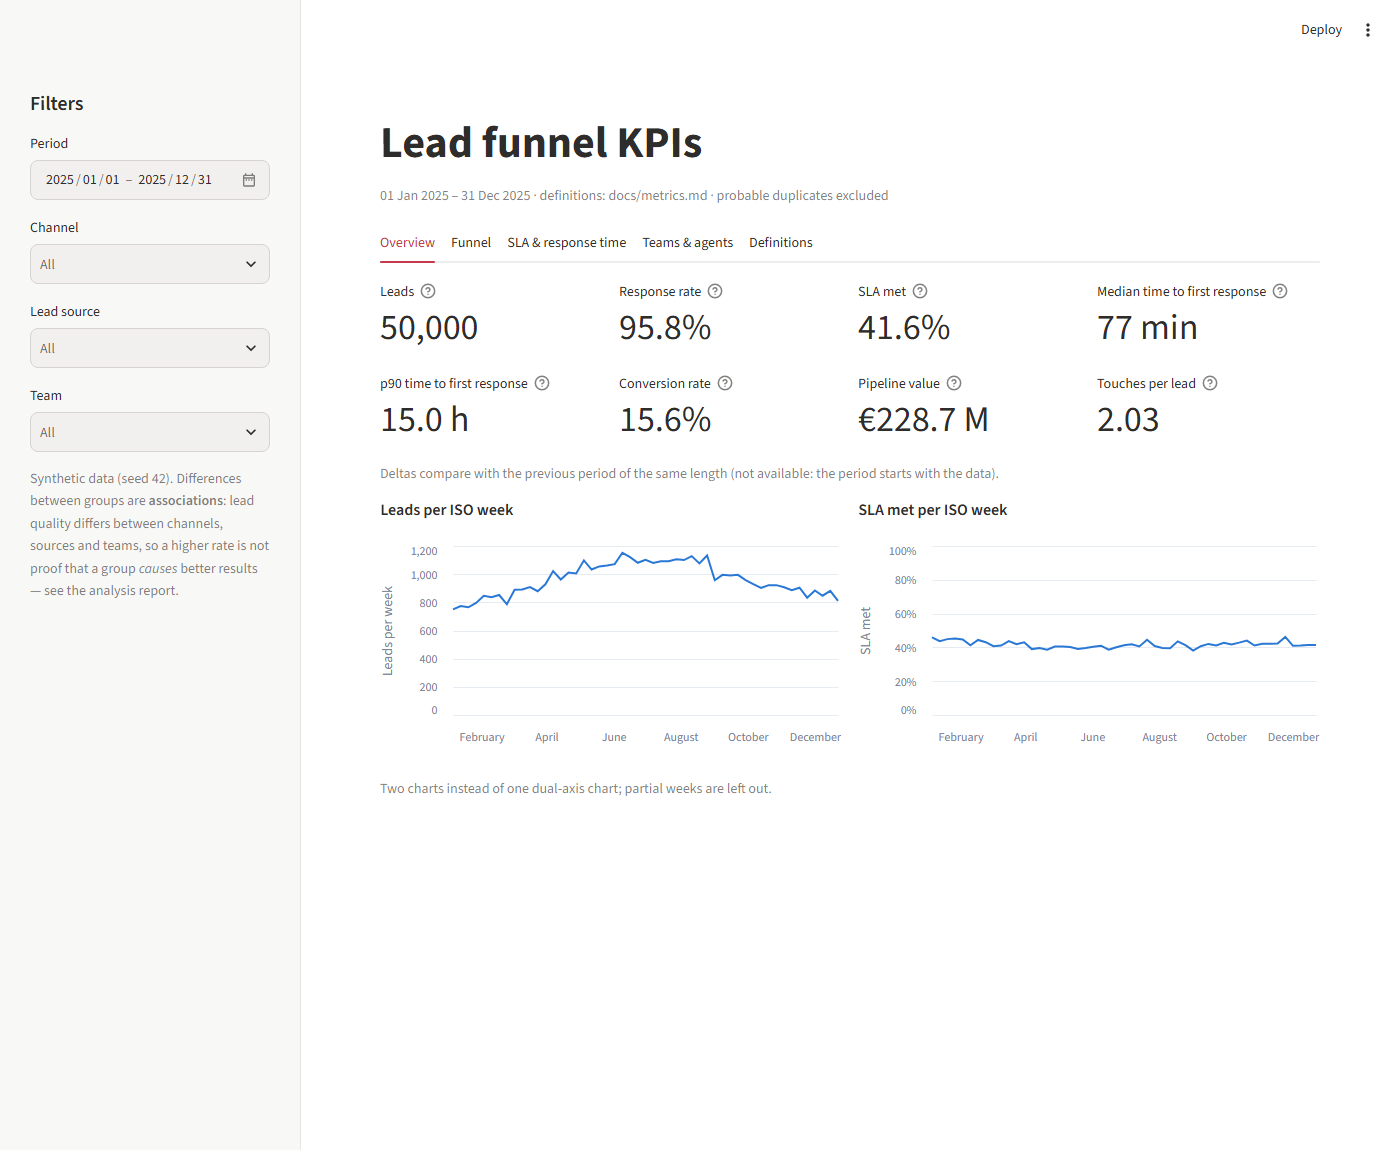 Deploy
Filters
Period
2025/01/01 – 2025/12/31
Channel
All
Lead source
All
Team
All
Synthetic data (seed 42). Differences
between groups are associations: lead
quality differs between channels,
sources and teams, so a higher rate is not
proof that a group causes better results
— see the analysis report.
Lead funnel KPIs
01 Jan 2025 – 31 Dec 2025 · definitions: docs/metrics.md · probable duplicates excluded
Overview Funnel SLA & response time Teams & agents Definitions
Leads
50,000
Response rate
95.8%
SLA met
41.6%
Median time to first response
77 min
p90 time to first response
15.0 h
Conversion rate
15.6%
Pipeline value
€228.7 M
Touches per lead
2.03
Deltas compare with the previous period of the same length (not available: the period starts with the data).
Leads per ISO week
Leads per week
1,200
1,000
800
600
400
200
0
February April June August October December
SLA met per ISO week
SLA met
100%
80%
60%
40%
20%
0%
February April June August October December
Two charts instead of one dual-axis chart; partial weeks are left out.